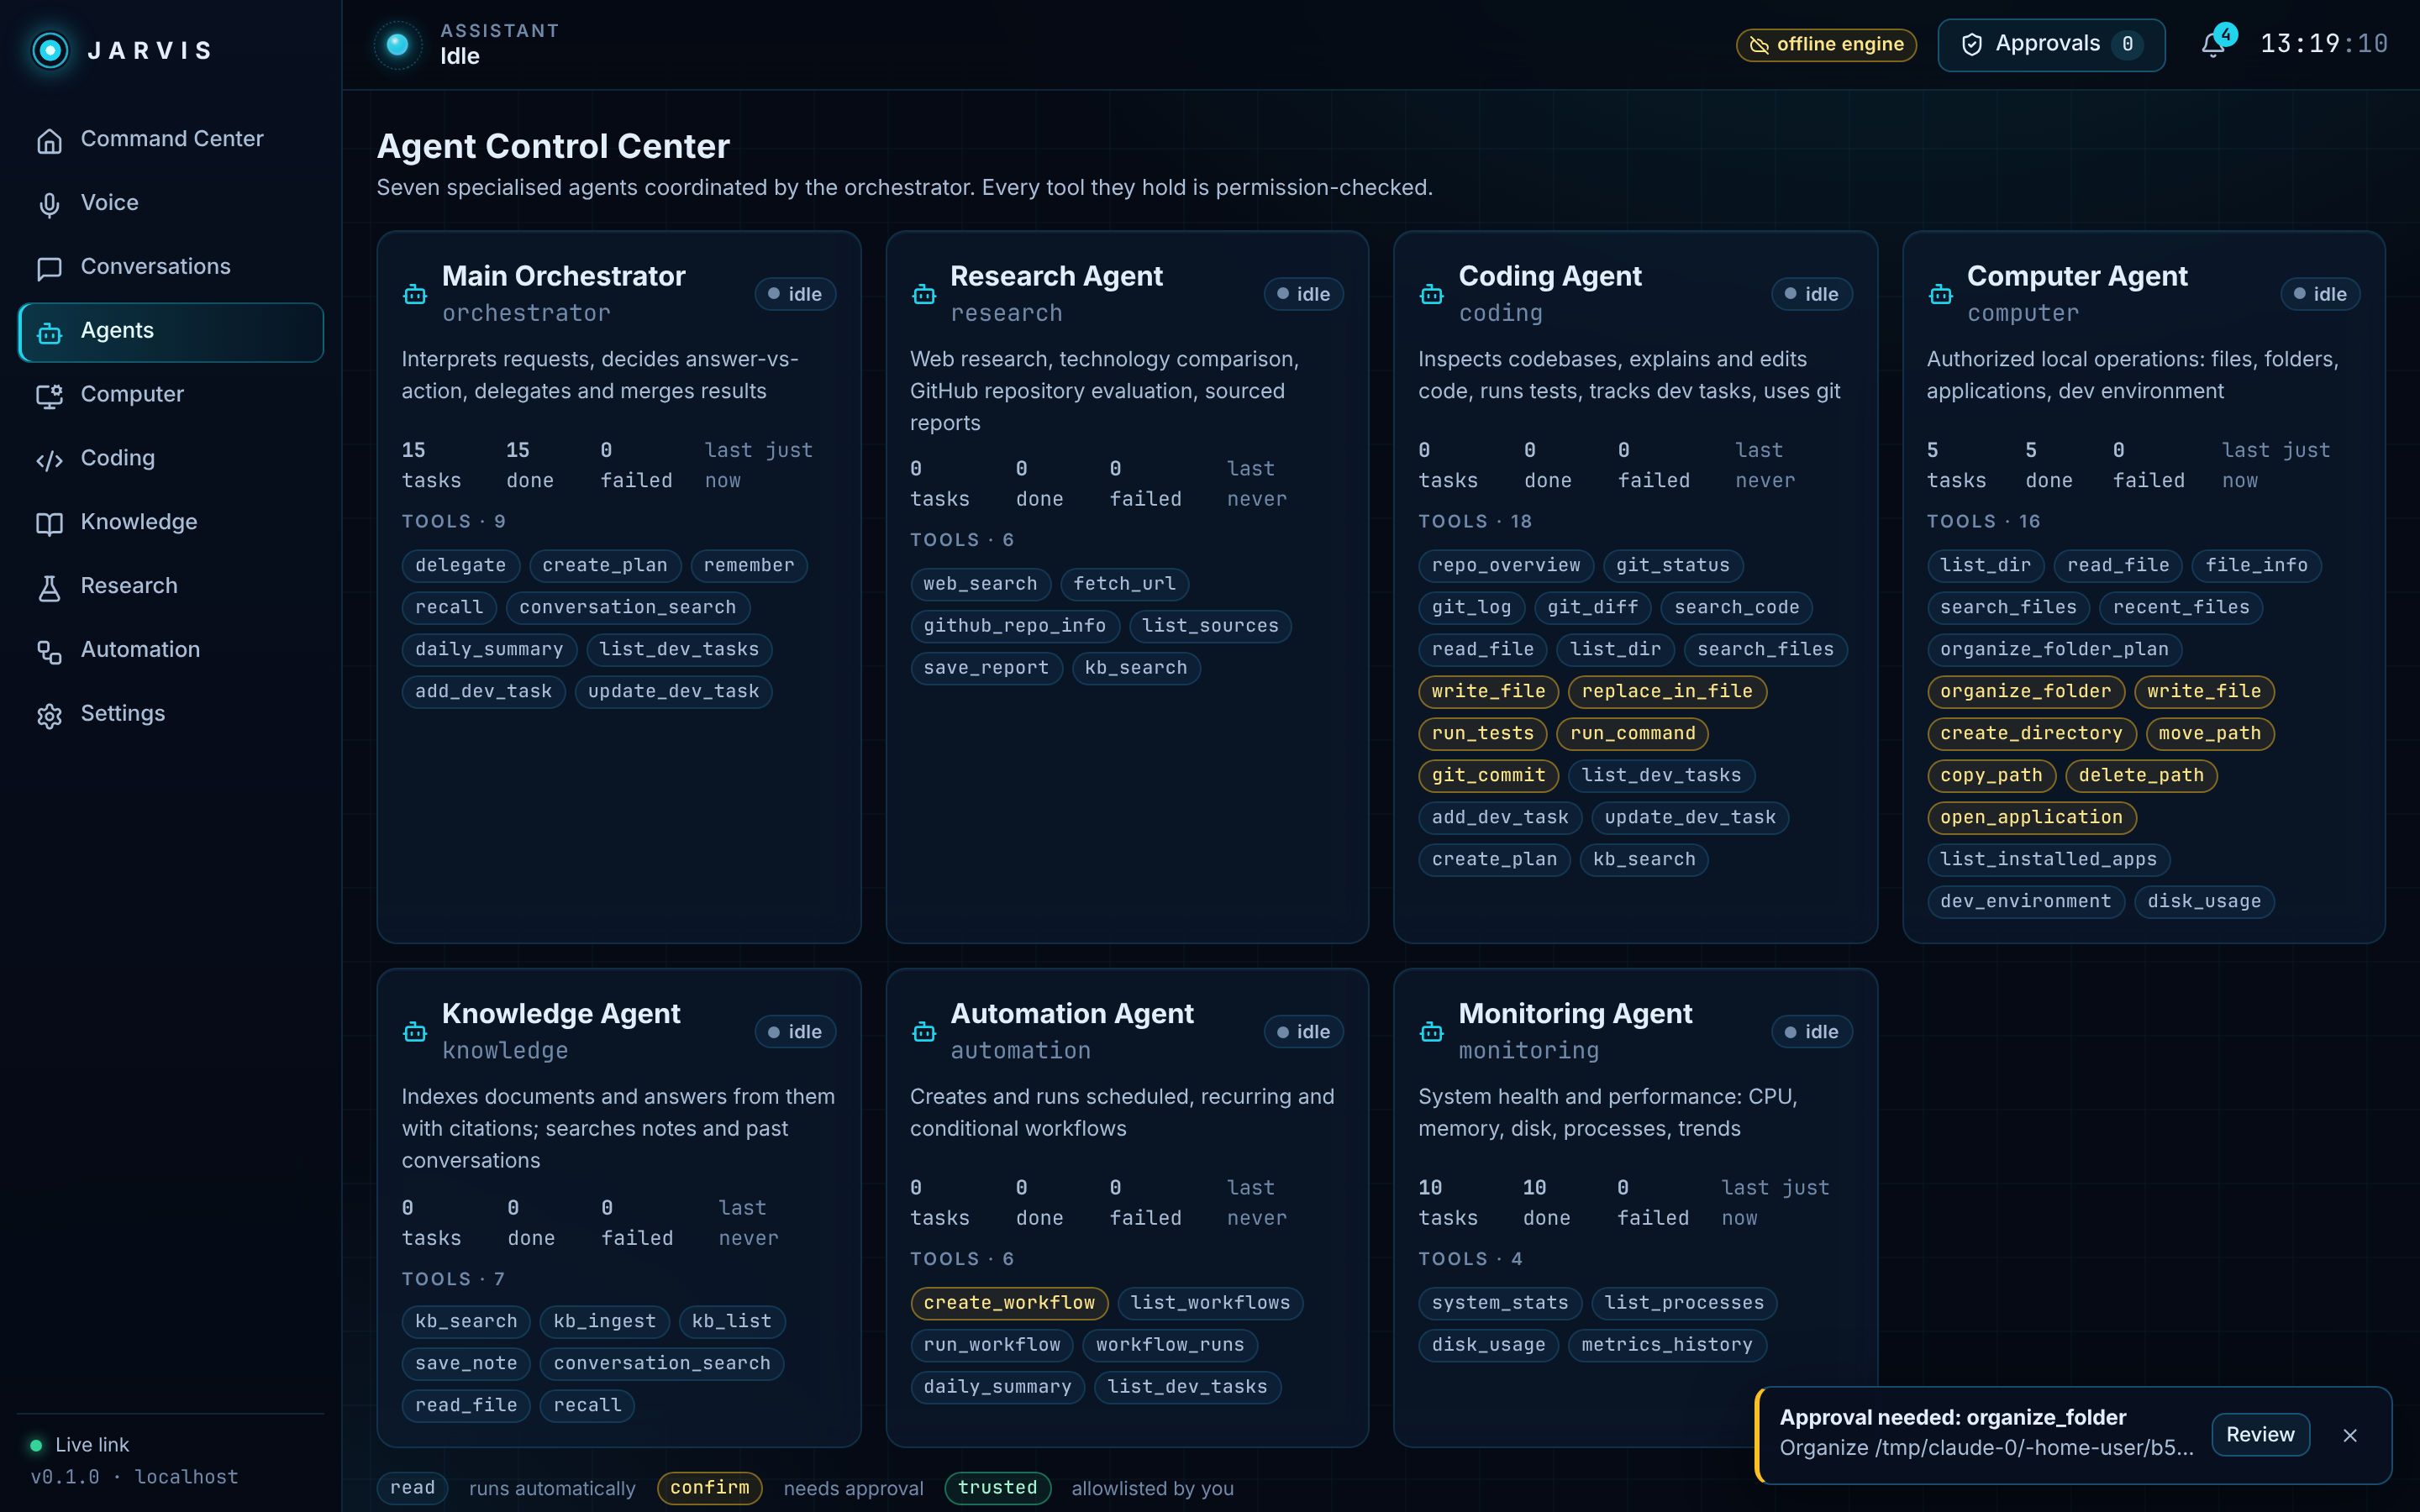 JARVIS
Command Center
Voice
Conversations
Agents
Computer
Coding
Knowledge
Research
Automation
Settings
Live link
v0.1.0 · localhost
ASSISTANT
Idle
offline engine
Approvals 0
4
13:19:10
Agent Control Center
Seven specialised agents coordinated by the orchestrator. Every tool they hold is permission-checked.
Main Orchestrator
orchestrator
idle
Interprets requests, decides answer-vs-
action, delegates and merges results
15 15 0 last just
tasks done failed now
TOOLS · 9
delegate create_plan remember
recall conversation_search
daily_summary list_dev_tasks
add_dev_task update_dev_task
Research Agent
research
idle
Web research, technology comparison,
GitHub repository evaluation, sourced
reports
0 0 0 last
tasks done failed never
TOOLS · 6
web_search fetch_url
github_repo_info list_sources
save_report kb_search
Coding Agent
coding
idle
Inspects codebases, explains and edits
code, runs tests, tracks dev tasks, uses git
0 0 0 last
tasks done failed never
TOOLS · 18
repo_overview git_status
git_log git_diff search_code
read_file list_dir search_files
write_file replace_in_file
run_tests run_command
git_commit list_dev_tasks
add_dev_task update_dev_task
create_plan kb_search
Computer Agent
computer
idle
Authorized local operations: files, folders,
applications, dev environment
5 5 0 last just
tasks done failed now
TOOLS · 16
list_dir read_file file_info
search_files recent_files
organize_folder_plan
organize_folder write_file
create_directory move_path
copy_path delete_path
open_application
list_installed_apps
dev_environment disk_usage
Knowledge Agent
knowledge
idle
Indexes documents and answers from them
with citations; searches notes and past
conversations
0 0 0 last
tasks done failed never
TOOLS · 7
kb_search kb_ingest kb_list
save_note conversation_search
read_file recall
Automation Agent
automation
idle
Creates and runs scheduled, recurring and
conditional workflows
0 0 0 last
tasks done failed never
TOOLS · 6
create_workflow list_workflows
run_workflow workflow_runs
daily_summary list_dev_tasks
Monitoring Agent
monitoring
idle
System health and performance: CPU,
memory, disk, processes, trends
10 10 0 last just
tasks done failed now
TOOLS · 4
system_stats list_processes
disk_usage metrics_history
read runs automatically confirm needs approval trusted allowlisted by you
Approval needed: organize_folder
Organize /tmp/claude-0/-home-user/b5...
Review